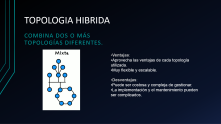 TOPOLOGIA HIBRIDA
COMBINA DOS O MÁS
TOPOLOGÍAS DIFERENTES.
Mixta
•Ventajas:
•Aprovecha las ventajas de cada topología
utilizada.
•Muy flexible y escalable.
•Desventajas:
•Puede ser costosa y compleja de gestionar.
•La implementación y el mantenimiento pueden
ser complicados.